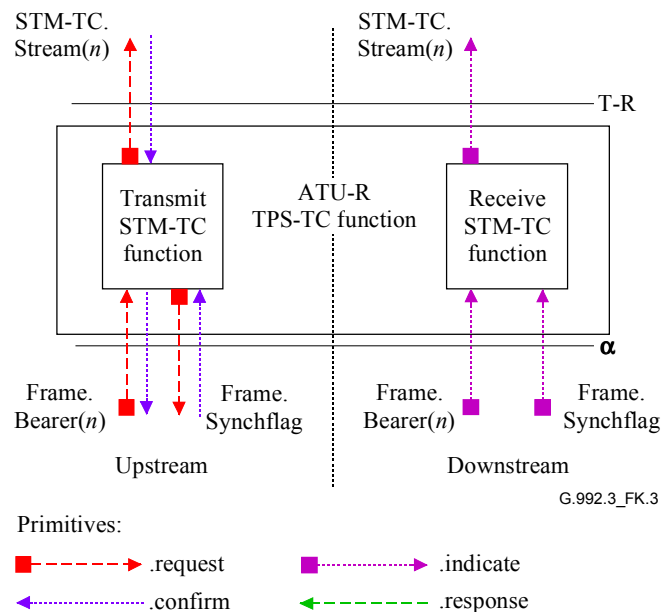 STM-TC.
Stream(n)
STM-TC.
Stream(n)
T-R
Transmit
STM-TC
function
ATU-R
TPS-TC function
Receive
STM-TC
function
α
Frame.
Bearer(n)
Frame.
Synchflag
Frame.
Bearer(n)
Frame.
Synchflag
Upstream
Downstream
G.992.3_FK.3
Primitives:
.request
.indicate
.confirm
.response